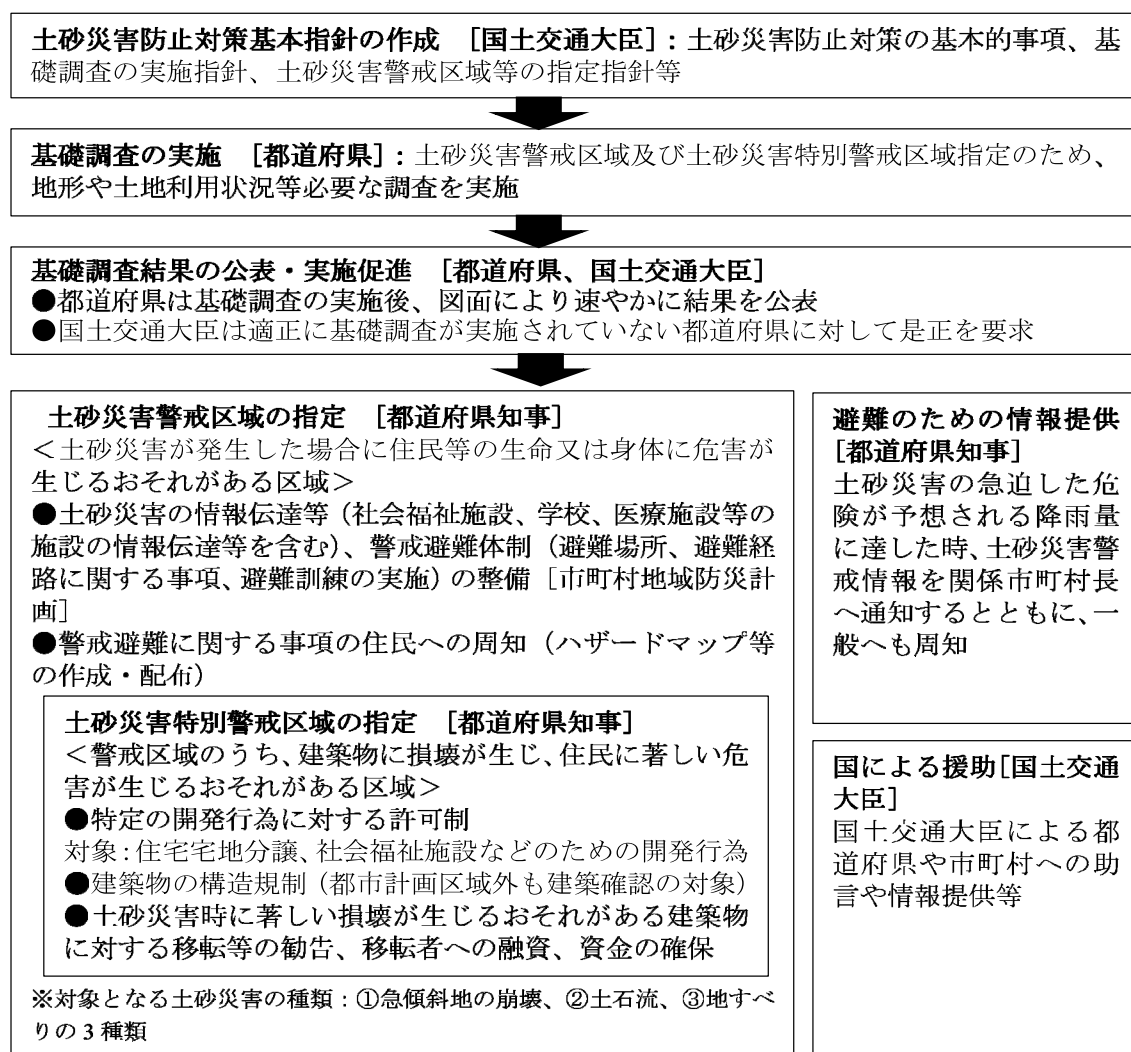 土砂災害防止対策基本指針の作成　[国土交通大臣]：土砂災害防止対策の基本的事項、基
礎調査の実施指針、土砂災害警戒区域等の指定指針等
基礎調査の実施　[都道府県]：土砂災害警戒区域及び土砂災害特別警戒区域指定のため、
地形や土地利用状況等必要な調査を実施
基礎調査結果の公表・実施促進　[都道府県、国土交通大臣]
●都道府県は基礎調査の実施後、図面により速やかに結果を公表
●国土交通大臣は適正に基礎調査が実施されていない都道府県に対して是正を要求
土砂災害警戒区域の指定　[都道府県知事]
＜土砂災害が発生した場合に住民等の生命又は身体に危害が
生じるおそれがある区域＞
●土砂災害の情報伝達等（社会福祉施設、学校、医療施設等の
施設の情報伝達等を含む）、警戒避難体制（避難場所、避難経
路に関する事項、避難訓練の実施）の整備［市町村地域防災計
画］
●警戒避難に関する事項の住民への周知（ハザードマップ等
の作成・配布）
土砂災害特別警戒区域の指定　[都道府県知事]
＜警戒区域のうち、建築物に損壊が生じ、住民に著しい危
害が生じるおそれがある区域＞
●特定の開発行為に対する許可制
対象：住宅宅地分譲、社会福祉施設などのための開発行為
●建築物の構造規制（都市計画区域外も建築確認の対象）
●土砂災害時に著しい損壊が生じるおそれがある建築物
に対する移転等の勧告、移転者への融資、資金の確保
※対象となる土砂災害の種類：①急傾斜地の崩壊、②土石流、③地すべ
りの3種類
避難のための情報提供
[都道府県知事]
土砂災害の急迫した危
険が予想される降雨量
に達した時、土砂災害警
戒情報を関係市町村長
へ通知するとともに、一
般へも周知
国による援助[国土交通
大臣]
国土交通大臣による都
道府県や市町村への助
言や情報提供等